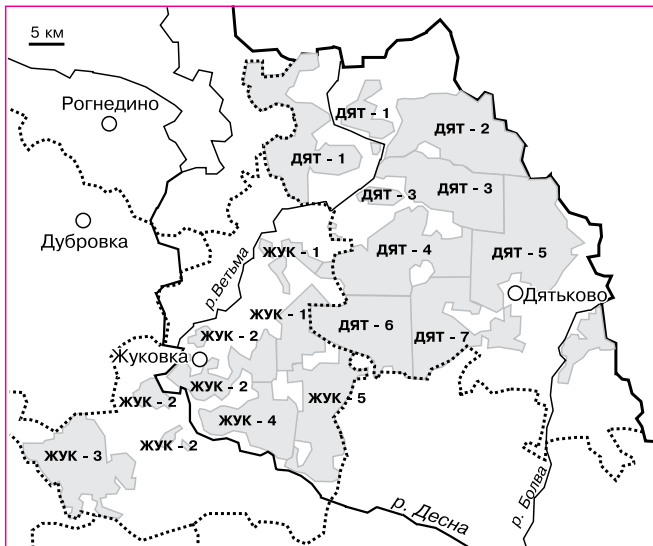 5 км
Рогнедино
ДЯТ - 1
ДЯТ - 2
ДЯТ - 1
ДЯТ - 3
ДЯТ - 3
Дубровка
р.Ветьма
ЖУК - 1
ДЯТ - 4
ДЯТ - 5
Дятьково
ЖУК - 1
ЖУК - 2
ДЯТ - 6
ДЯТ - 7
Жуковка
ЖУК - 2
ЖУК - 2
ЖУК - 5
ЖУК - 4
ЖУК - 2
ЖУК - 3
р. Десна
р. Болва